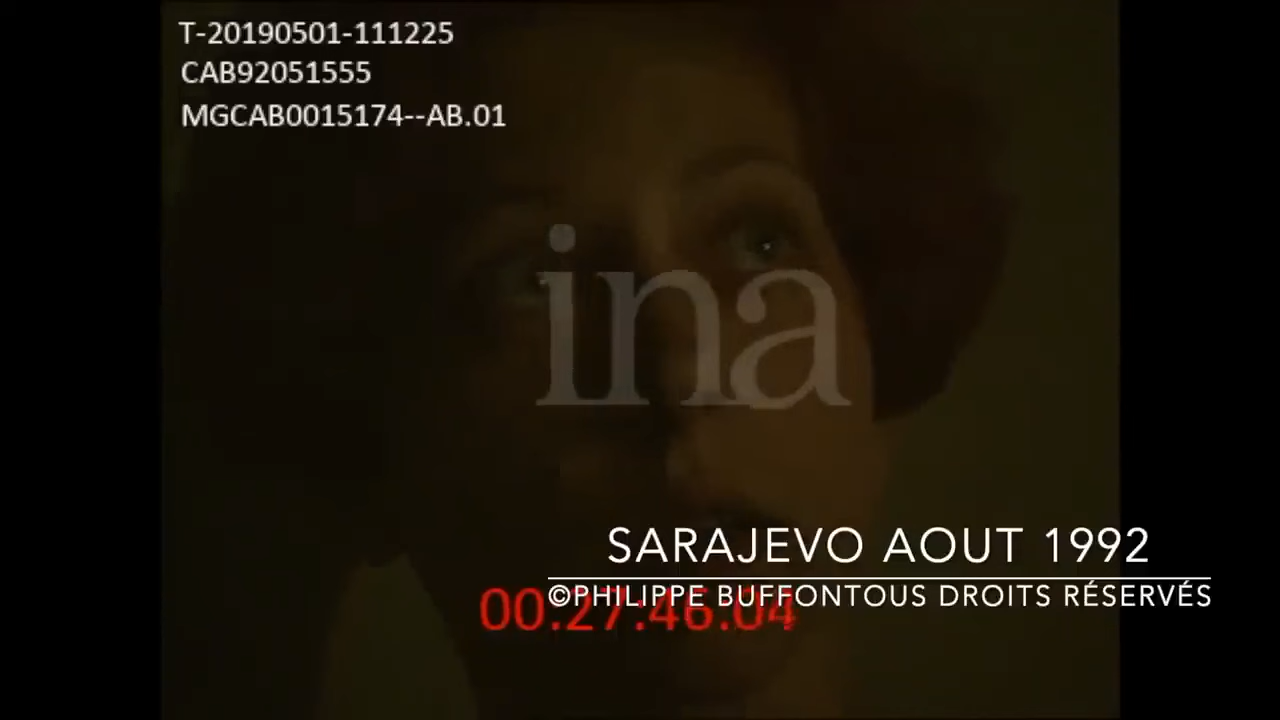 T-20190501-111225
CAB92051555
MGCAB0015174--AB.01
ina
SARAJEVO AOUT 1992
©PHILIPPE BUFFONTOUS DROITS RÉSERVÉS
00:27:46.04